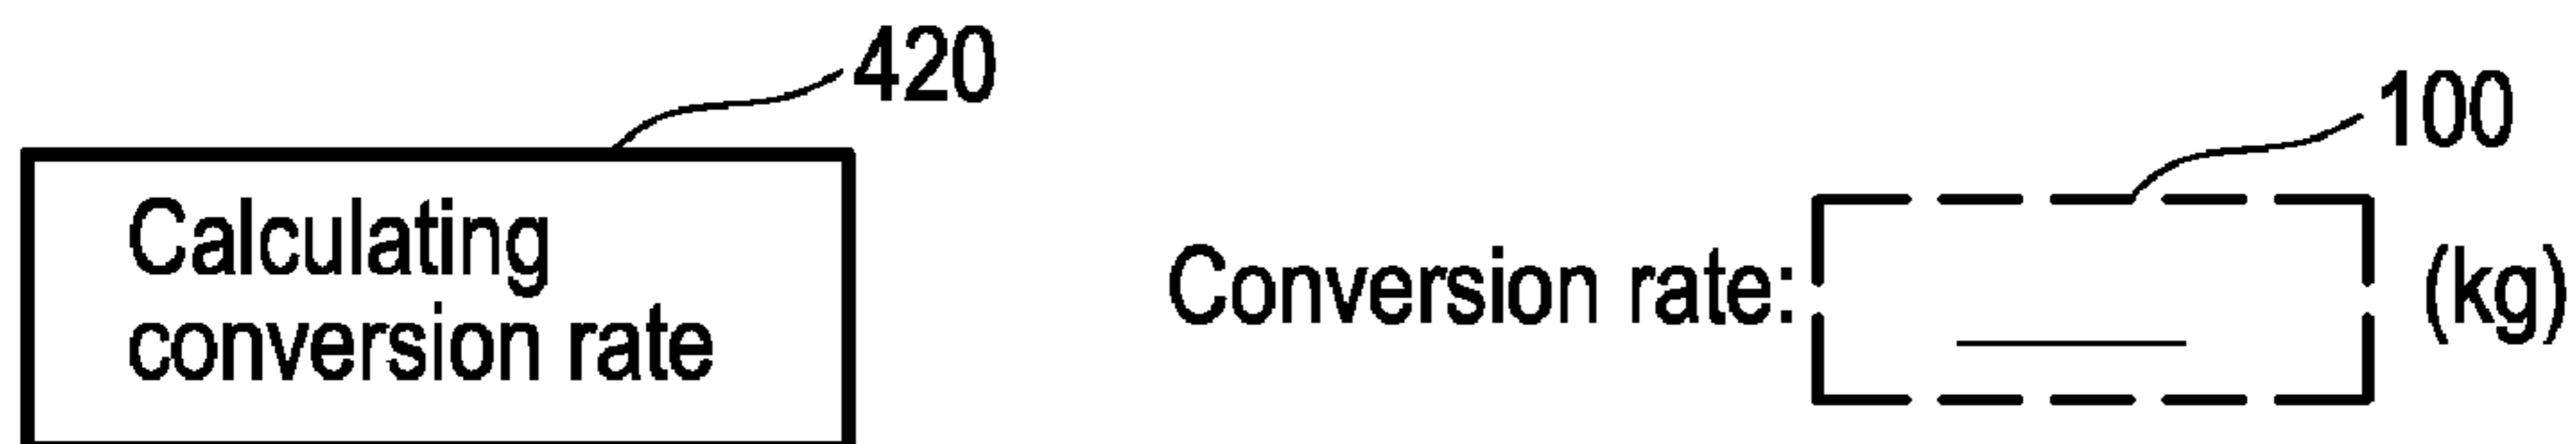 420
100
Calculating
conversion rate
Conversion rate: (kg)